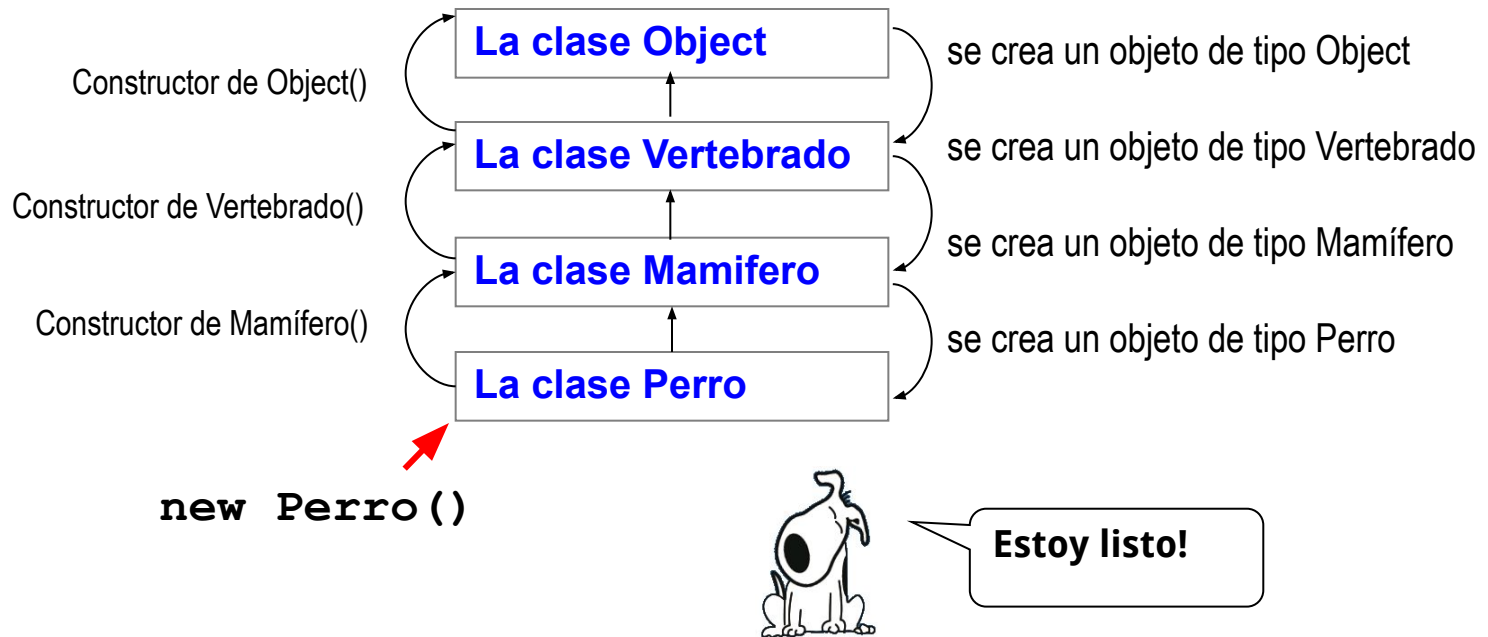 La clase Object
se crea un objeto de tipo Object
Constructor de Object()
La clase Vertebrado
se crea un objeto de tipo Vertebrado
Constructor de Vertebrado()
se crea un objeto de tipo Mamífero
La clase Mamifero
Constructor de Mamífero()
se crea un objeto de tipo Perro
La clase Perro
new Perro()
Estoy listo!